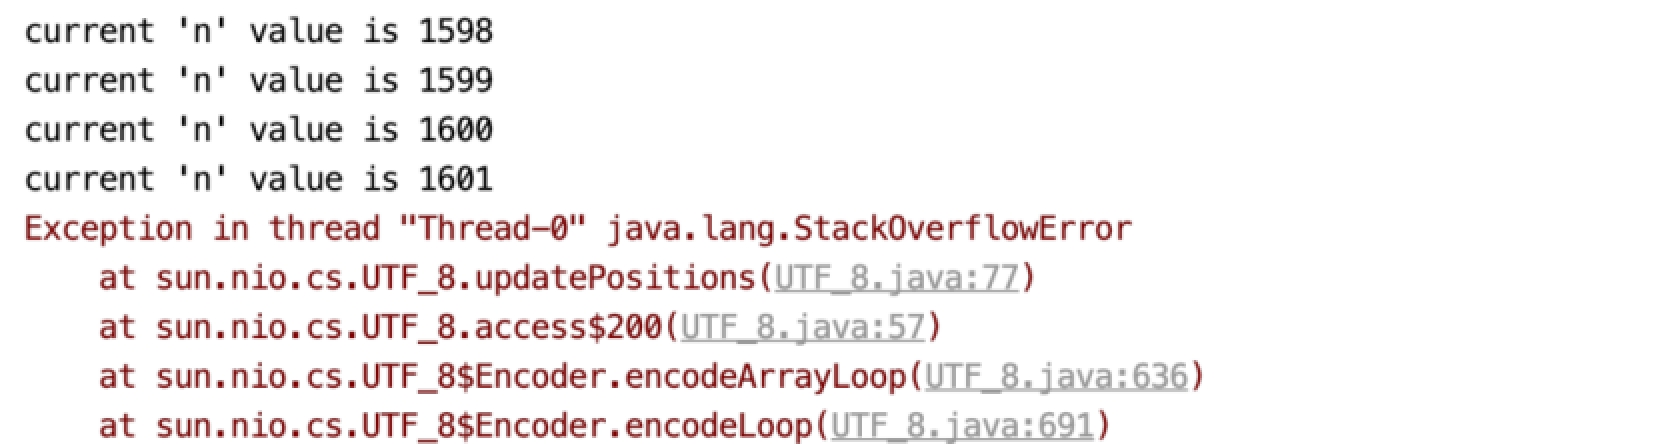 current 'n' value is 1598
current 'n' value is 1599
current 'n' value is 1600
current 'n' value is 1601
Exception in thread "Thread-0" java.lang.StackOverflowError
at sun.nio.cs.UTF_8.updatePositions(UTF_8.java:77)
at sun.nio.cs.UTF_8.access$200(UTF_8.java:57)
at sun.nio.cs.UTF_8$Encoder.encodeArrayLoop(UTF_8.java:636)
at sun.nio.cs.UTF_8$Encoder.encodeLoop(UTF_8.java:691)